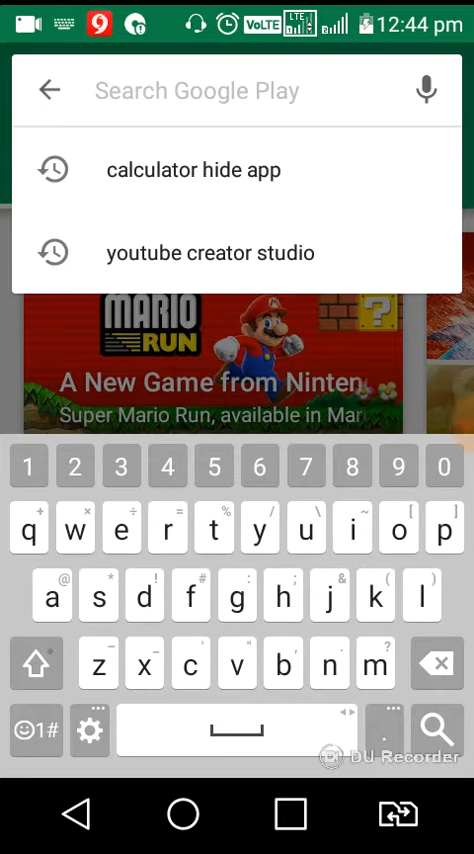 VoLTE LTE 12:44 pm
Search Google Play
calculator hide app
youtube creator studio
MARIO
RUN
A New Game from Ninten
Super Mario Run, available in Mar
1 2 3 4 5 6 7 8 9 0
q w e r t y u i o p
a s d f g h j k l
z x c v b n m
1#
DU Recorder